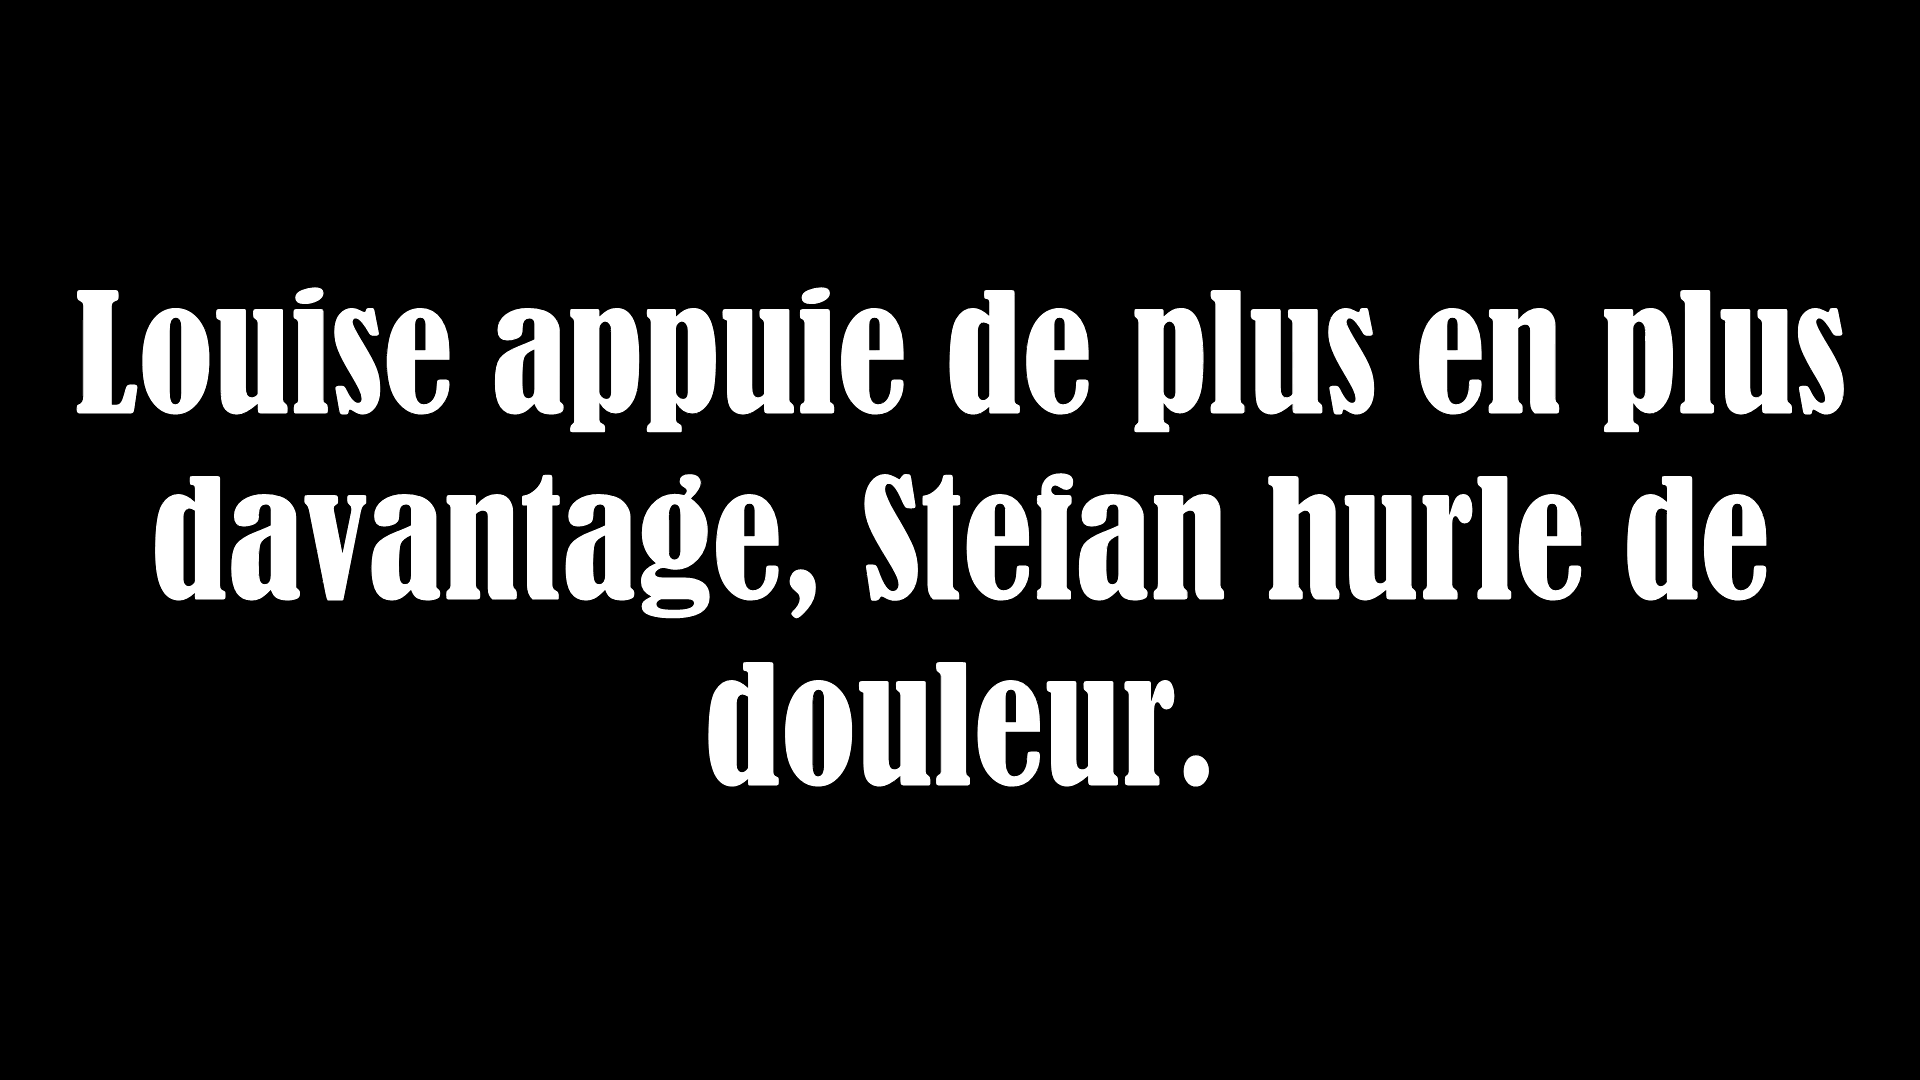 Louise appuie de plus en plus
davantage, Stefan hurle de
douleur.